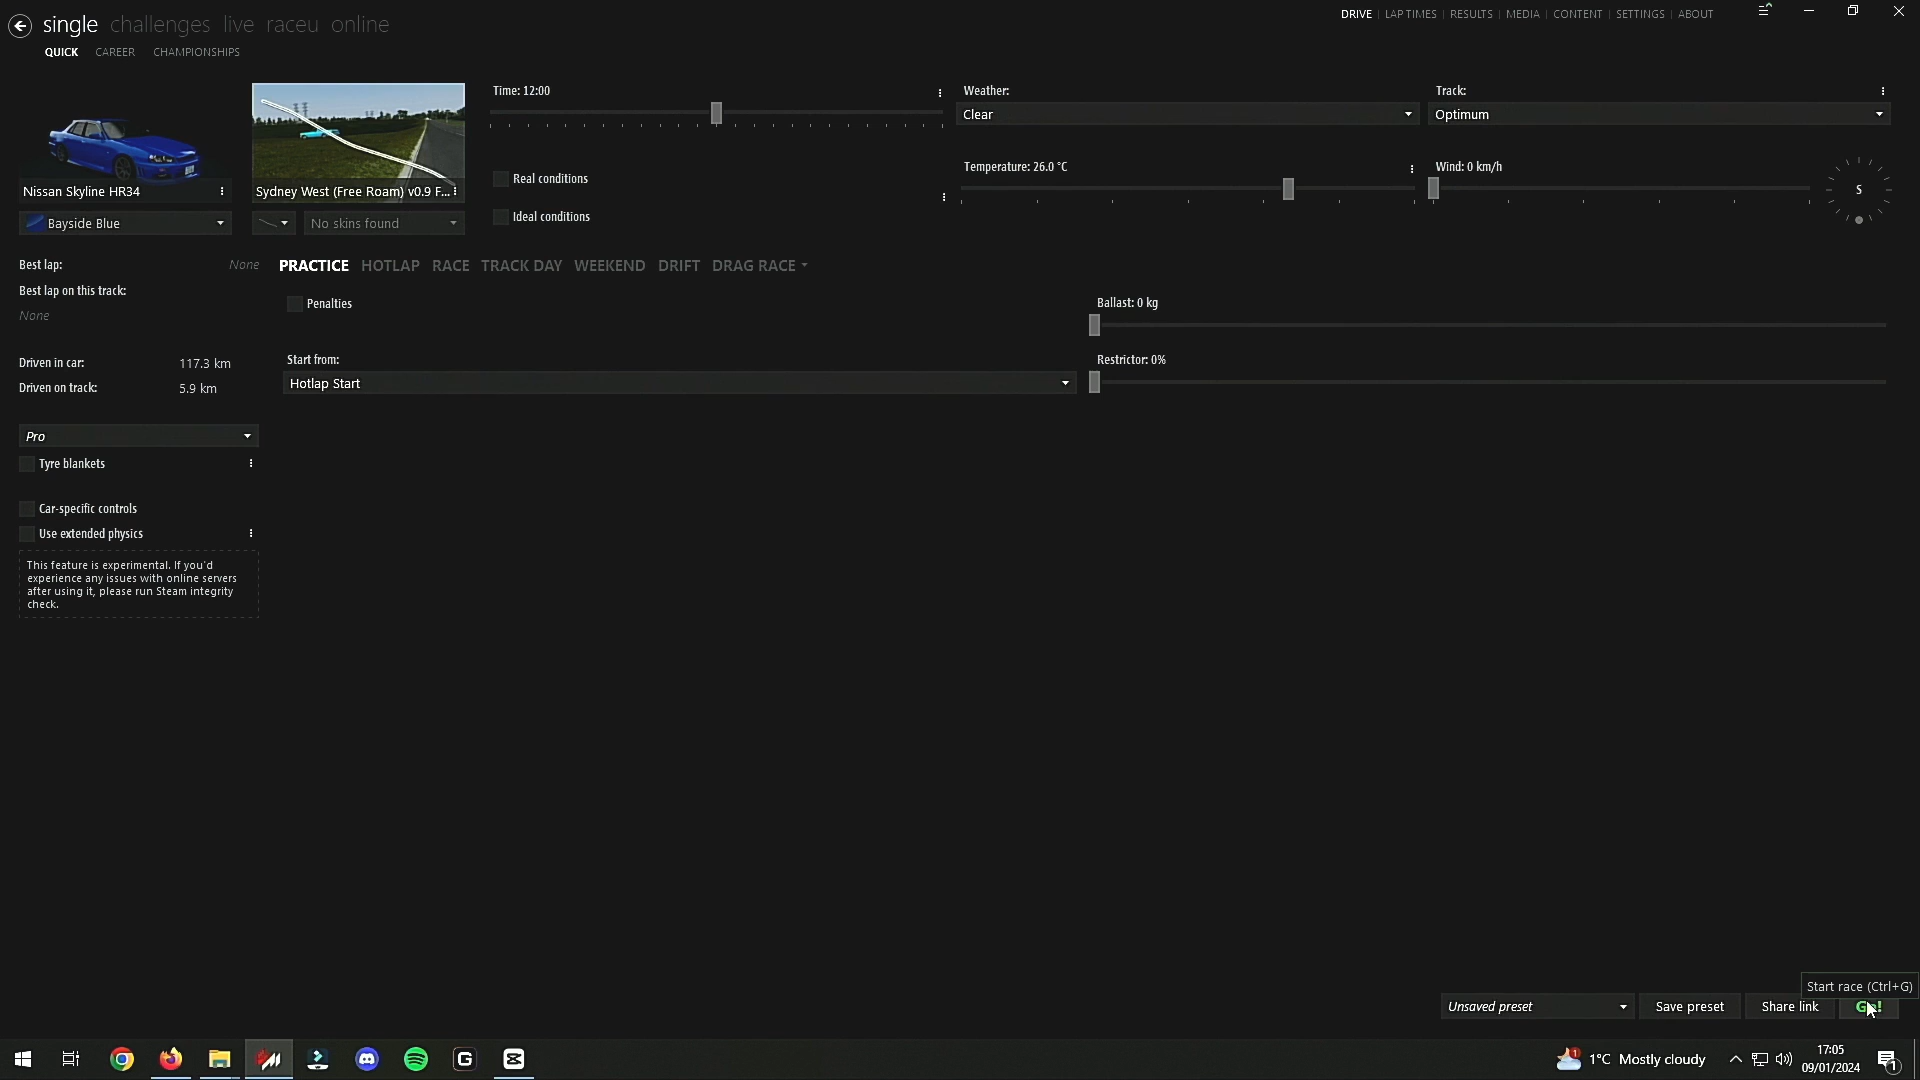 single challenges live raceu online
DRIVE | LAP TIMES | RESULTS | MEDIA | CONTENT | SETTINGS | ABOUT
QUICK CAREER CHAMPIONSHIPS
Nissan Skyline HR34
Sydney West (Free Roam) v0.9 F...
Bayside Blue
No skins found
Time: 12:00
Real conditions
Ideal conditions
Weather:
Clear
Track:
Optimum
Temperature: 26.0 °C
Wind: 0 km/h
S
Best lap: None
Best lap on this track:
None
Driven in car: 117.3 km
Driven on track: 5.9 km
Pro
Tyre blankets
Car-specific controls
Use extended physics
This feature is experimental. If you'd
experience any issues with online servers
after using it, please run Steam integrity
check.
PRACTICE HOTLAP RACE TRACK DAY WEEKEND DRIFT DRAG RACE
Penalties
Start from:
Hotlap Start
Ballast: 0 kg
Restrictor: 0%
Start race (Ctrl+G)
Unsaved preset
Save preset
Share link
Go!
1
1°C Mostly cloudy
17:05
09/01/2024
1